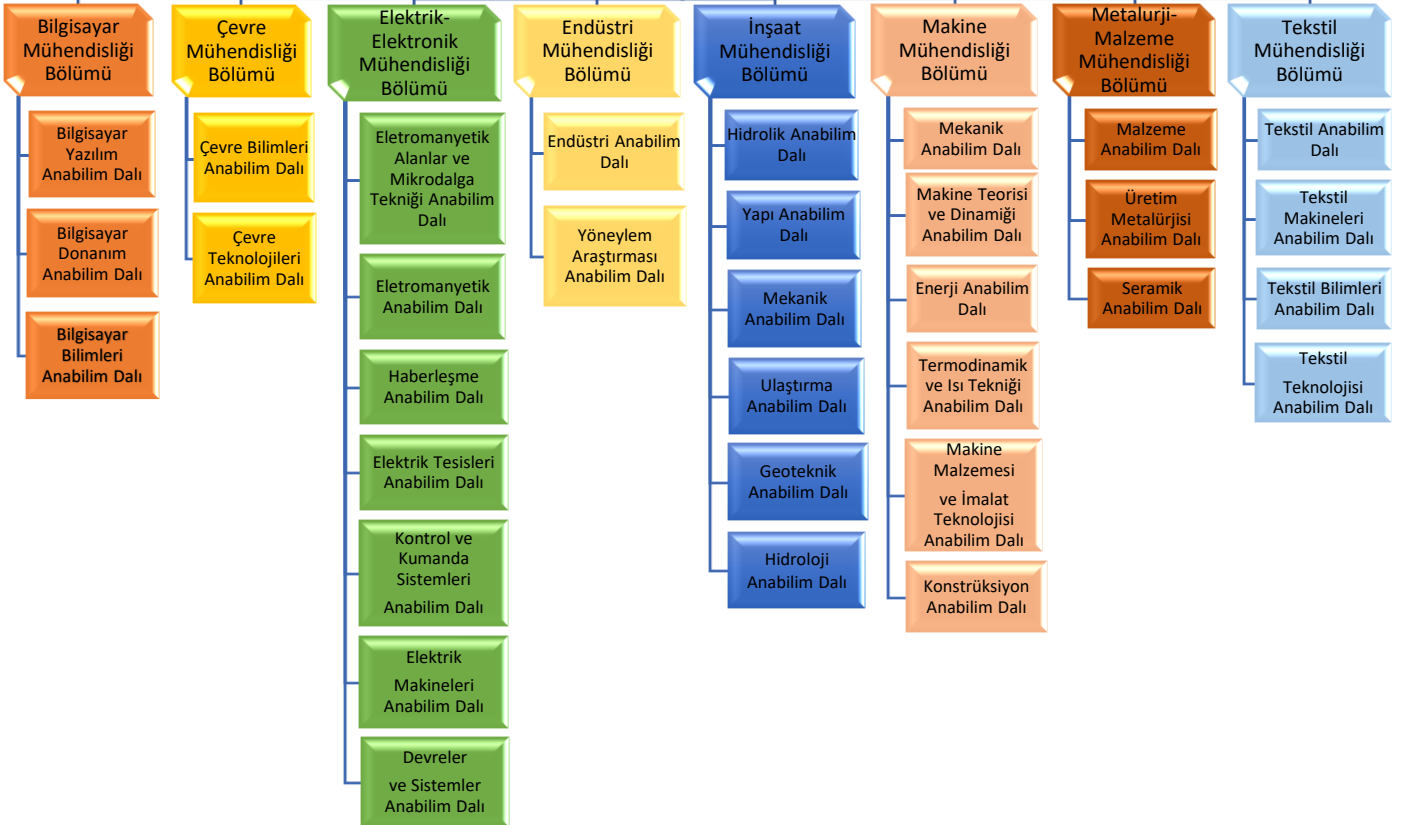 Bilgisayar
Mühendisliği
Bölümü
Bilgisayar
Yazılım
Anabilim Dalı
Bilgisayar
Donanım
Anabilim Dalı
Bilgisayar
Bilimleri
Anabilim Dalı
Çevre
Mühendisliği
Bölümü
Çevre Bilimleri
Anabilim Dalı
Çevre
Teknolojileri
Anabilim Dalı
Elektrik-
Elektronik
Mühendisliği
Bölümü
Eletromanyetik
Alanlar ve
Mikrodalga
Tekniği Anabilim
Dalı
Eletromanyetik
Anabilim Dalı
Haberleşme
Anabilim Dalı
Elektrik Tesisleri
Anabilim Dalı
Kontrol ve
Kumanda
Sistemleri
Anabilim Dalı
Elektrik
Makineleri
Anabilim Dalı
Devreler
ve Sistemler
Anabilim Dalı
Endüstri
Mühendisliği
Bölümü
Endüstri Anabilim
Dalı
Yöneylem
Araştırması
Anabilim Dalı
İnşaat
Mühendisliği
Bölümü
Hidrolik Anabilim
Dalı
Yapı Anabilim
Dalı
Mekanik
Anabilim Dalı
Ulaştırma
Anabilim Dalı
Geoteknik
Anabilim Dalı
Hidroloji
Anabilim Dalı
Makine
Mühendisliği
Bölümü
Mekanik
Anabilim Dalı
Makine Teorisi
ve Dinamiği
Anabilim Dalı
Enerji Anabilim
Dalı
Termodinamik
ve Isı Tekniği
Anabilim Dalı
Makine
Malzemesi
ve İmalat
Teknolojisi
Anabilim Dalı
Konstrüksiyon
Anabilim Dalı
Metalurji-
Malzeme
Mühendisliği
Bölümü
Malzeme
Anabilim Dalı
Üretim
Metalürjisi
Anabilim Dalı
Seramik
Anabilim Dalı
Tekstil
Mühendisliği
Bölümü
Tekstil Anabilim
Dalı
Tekstil
Makineleri
Anabilim Dalı
Tekstil Bilimleri
Anabilim Dalı
Tekstil
Teknolojisi
Anabilim Dalı